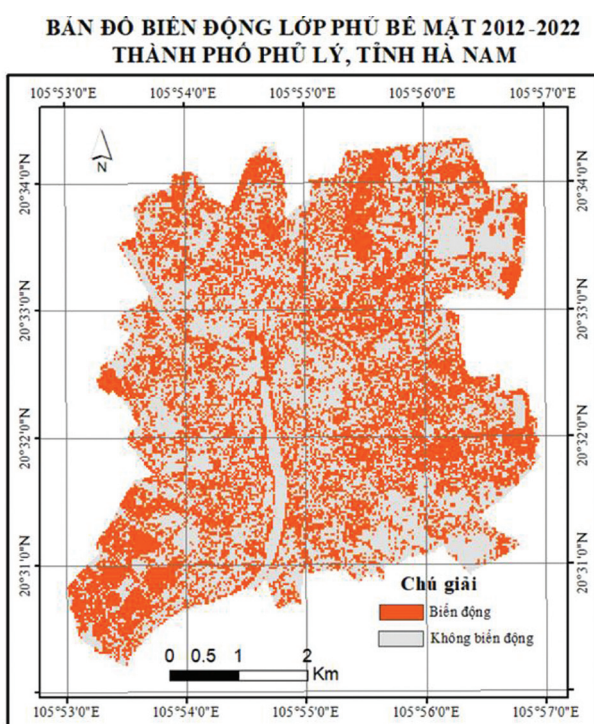 BẢN ĐỒ BIẾN ĐỘNG LỚP PHỦ BỀ MẶT 2012-2022
THÀNH PHỐ PHỦ LÝ, TỈNH HÀ NAM
105°53'0"E 105°54'0"E 105°55'0"E 105°56'0"E 105°57'0"E
N
20°34'0"N 20°34'0"N
20°33'0"N 20°33'0"N
20°32'0"N 20°32'0"N
20°31'0"N 20°31'0"N
Chú giải
Biến động
Không biến động
0 0.5 1 2
Km
105°53'0"E 105°54'0"E 105°55'0"E 105°56'0"E 105°57'0"E